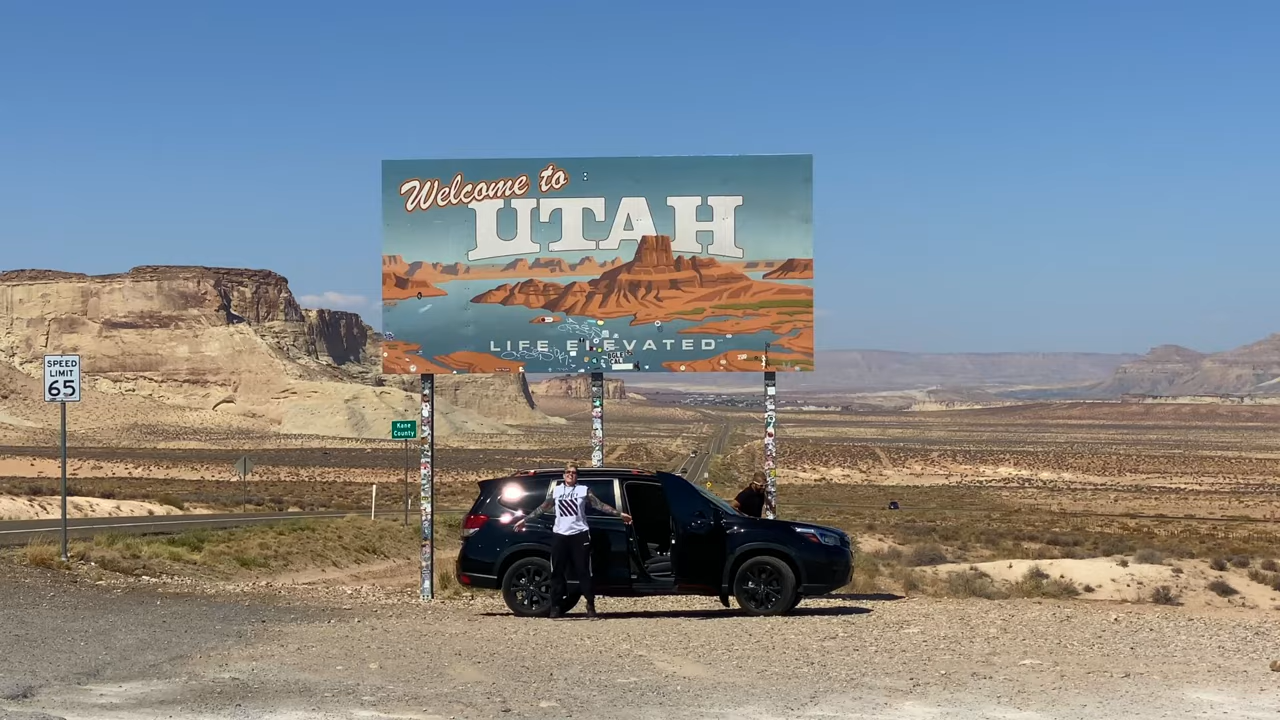 Welcome to
UTAH
LIFE ELEVATED
SPEED
LIMIT
65
Kane
County